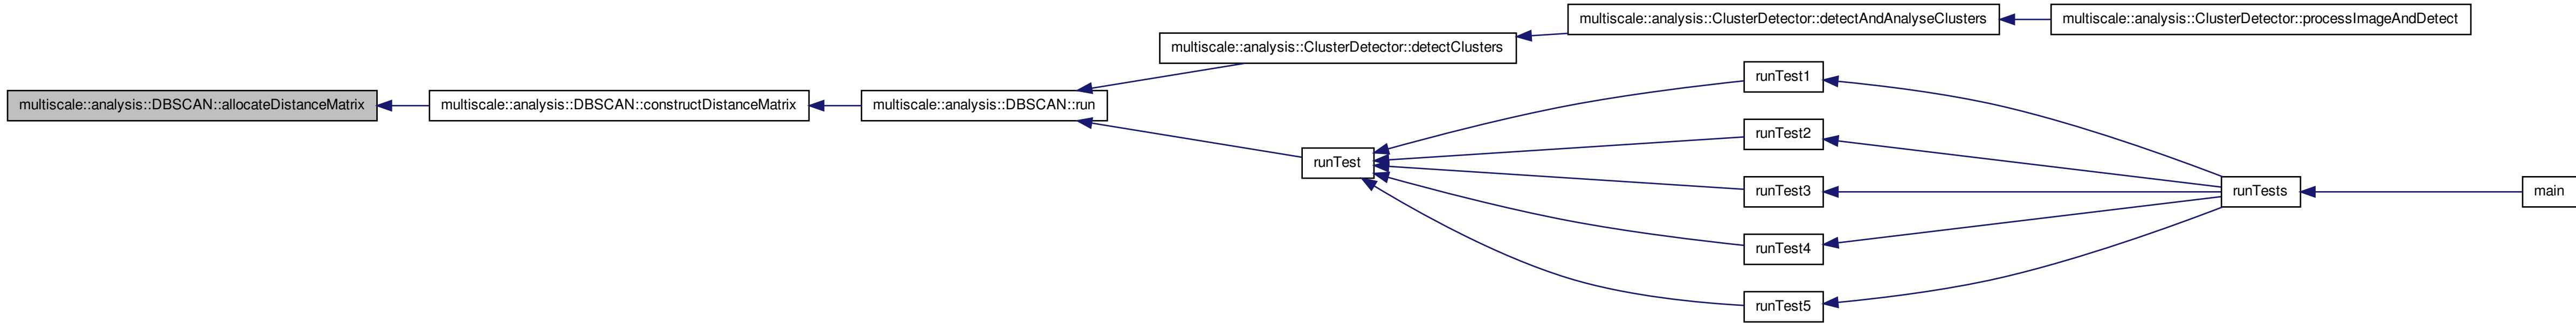 multiscale::analysis::DBSCAN::allocateDistanceMatrix
multiscale::analysis::DBSCAN::constructDistanceMatrix
multiscale::analysis::DBSCAN::run
multiscale::analysis::ClusterDetector::detectClusters
multiscale::analysis::ClusterDetector::detectAndAnalyseClusters
multiscale::analysis::ClusterDetector::processImageAndDetect
runTest
runTest1
runTest2
runTest3
runTest4
runTest5
runTests
main